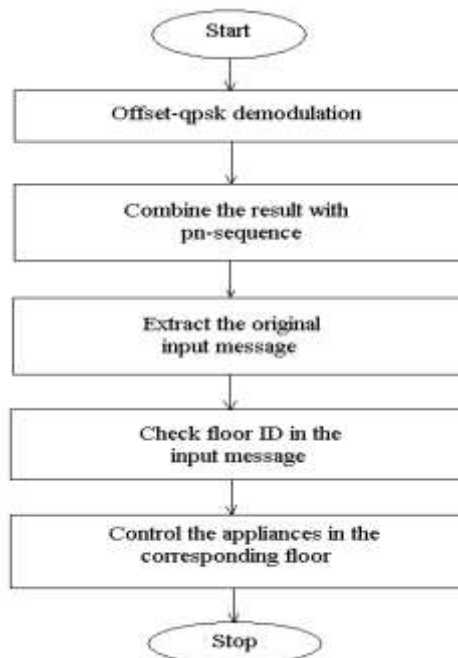 Start
Offset-qpsk demodulation
Combine the result with
pn-sequence
Extract the original
input message
Check floor ID in the
input message
Control the appliances in the
corresponding floor
Stop